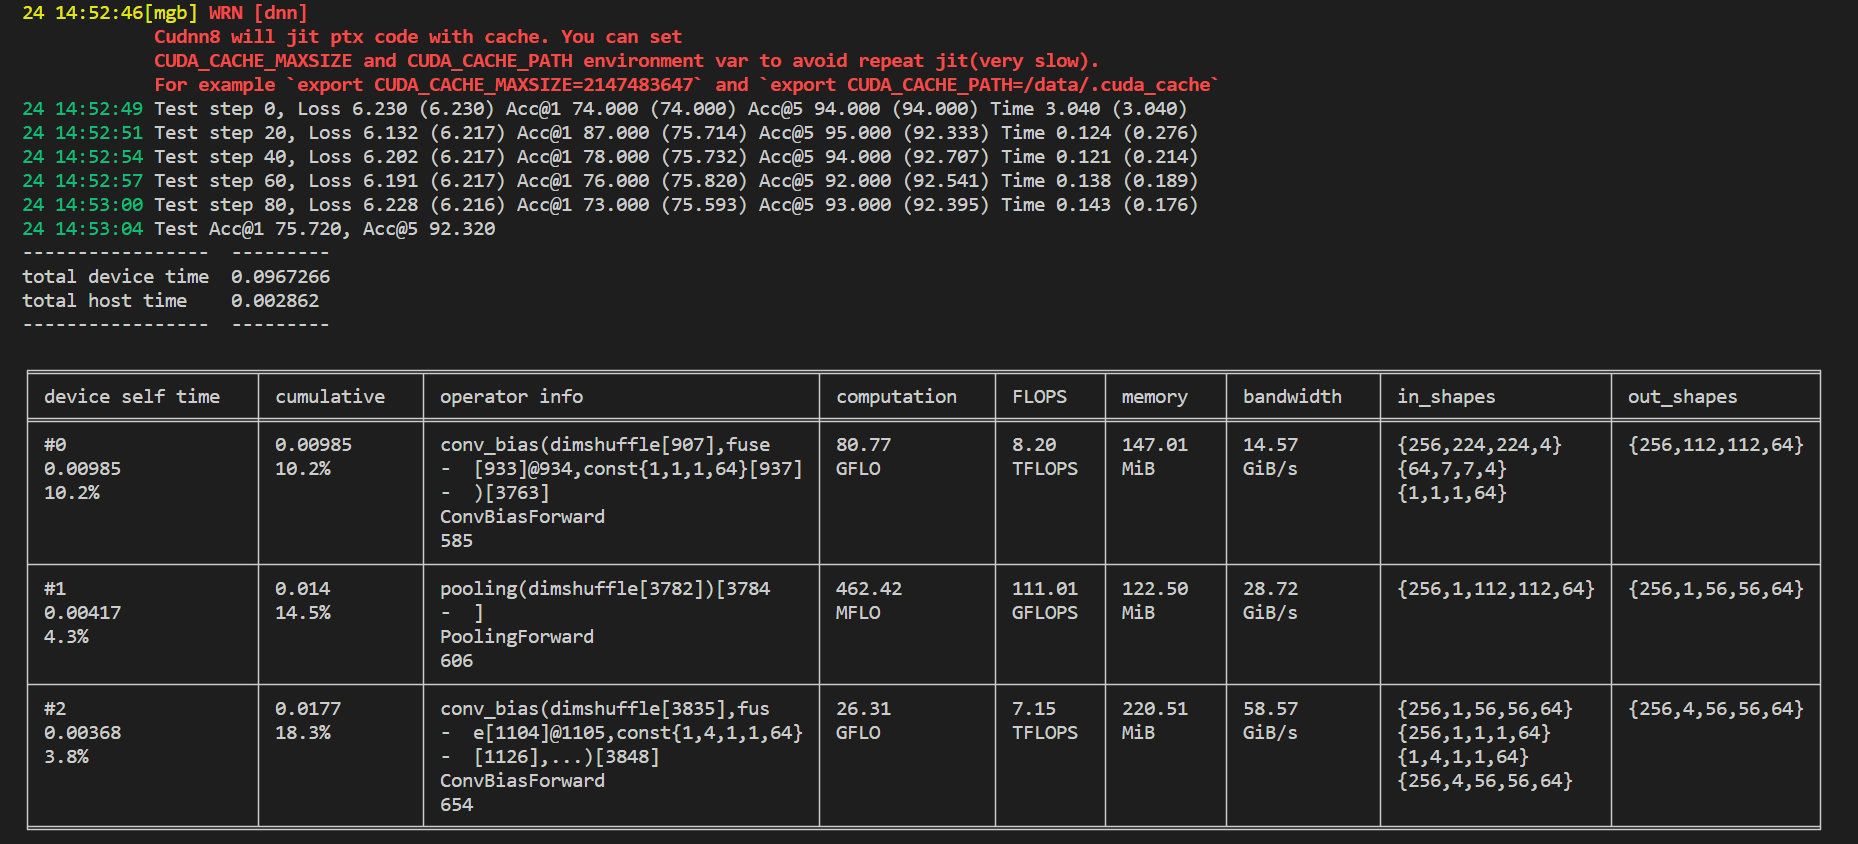 24 14:52:46[mgb] WRN [dnn]
Cudnn8 will jit ptx code with cache. You can set
CUDA_CACHE_MAXSIZE and CUDA_CACHE_PATH environment var to avoid repeat jit(very slow).
For example `export CUDA_CACHE_MAXSIZE=2147483647` and `export CUDA_CACHE_PATH=/data/.cuda_cache`
24 14:52:49 Test step 0, Loss 6.230 (6.230) Acc@1 74.000 (74.000) Acc@5 94.000 (94.000) Time 3.040 (3.040)
24 14:52:51 Test step 20, Loss 6.132 (6.217) Acc@1 87.000 (75.714) Acc@5 95.000 (92.333) Time 0.124 (0.276)
24 14:52:54 Test step 40, Loss 6.202 (6.217) Acc@1 78.000 (75.732) Acc@5 94.000 (92.707) Time 0.121 (0.214)
24 14:52:57 Test step 60, Loss 6.191 (6.217) Acc@1 76.000 (75.820) Acc@5 92.000 (92.541) Time 0.138 (0.189)
24 14:53:00 Test step 80, Loss 6.228 (6.216) Acc@1 73.000 (75.593) Acc@5 93.000 (92.395) Time 0.143 (0.176)
24 14:53:04 Test Acc@1 75.720, Acc@5 92.320
----------------- ---------
total device time 0.0967266
total host time 0.002862
----------------- ---------
device self time cumulative operator info computation FLOPS memory bandwidth in_shapes out_shapes
#0 0.00985 conv_bias(dimshuffle[907],fuse 80.77 8.20 147.01 14.57 {256,224,224,4} {256,112,112,64}
0.00985 10.2% - [933]@934,const{1,1,1,64}[937] GFLO TFLOPS MiB GiB/s {64,7,7,4}
10.2% - )[3763] {1,1,1,64}
ConvBiasForward
585
#1 0.014 pooling(dimshuffle[3782])[3784 462.42 111.01 122.50 28.72 {256,1,112,112,64} {256,1,56,56,64}
0.00417 14.5% - ] MFLO GFLOPS MiB GiB/s
4.3% PoolingForward
606
#2 0.0177 conv_bias(dimshuffle[3835],fus 26.31 7.15 220.51 58.57 {256,1,56,56,64} {256,4,56,56,64}
0.00368 18.3% - e[1104]@1105,const{1,4,1,1,64} GFLO TFLOPS MiB GiB/s {256,1,1,1,64}
3.8% - [1126],...)[3848] {1,4,1,1,64}
ConvBiasForward {256,4,56,56,64}
654